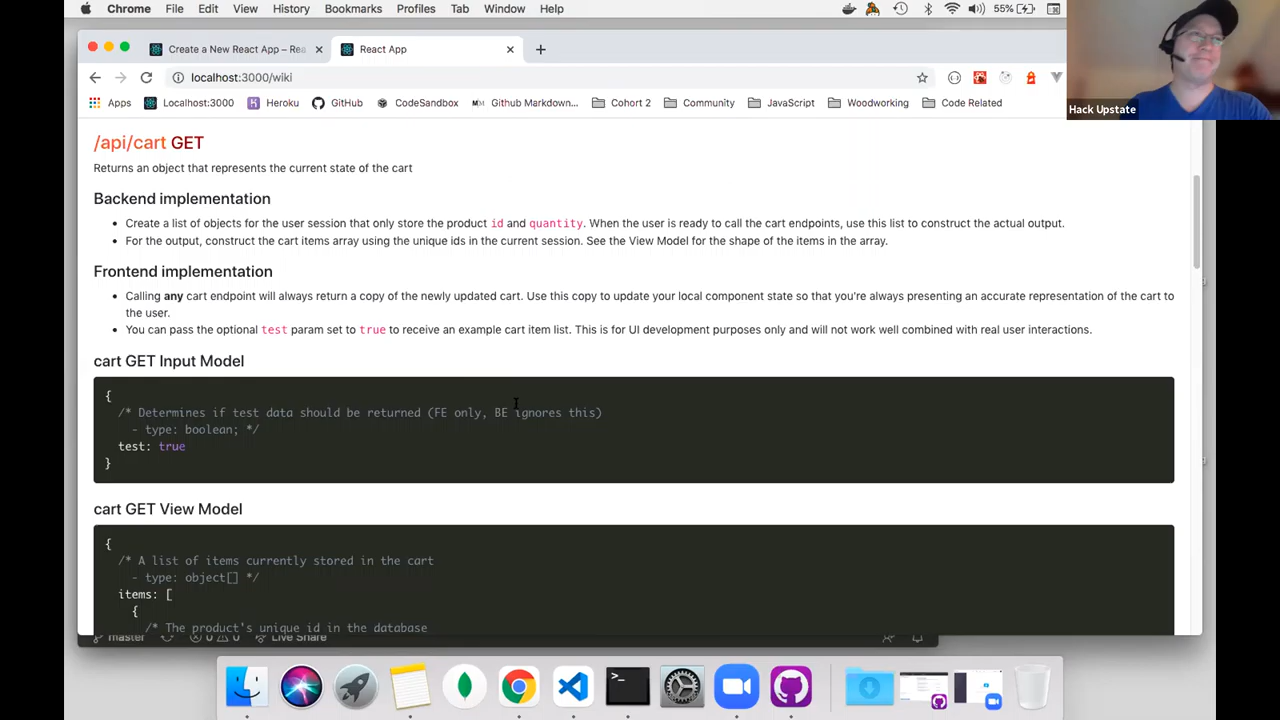 Chrome File Edit View History Bookmarks Profiles Tab Window Help 55%
Create a New React App – Rea
React App
localhost:3000/wiki
Apps Localhost:3000 Heroku GitHub CodeSandbox Github Markdown... Cohort 2 Community JavaScript Woodworking Code Related
Hack Upstate
/api/cart GET
Returns an object that represents the current state of the cart
Backend implementation
Create a list of objects for the user session that only store the product id and quantity. When the user is ready to call the cart endpoints, use this list to construct the actual output.
For the output, construct the cart items array using the unique ids in the current session. See the View Model for the shape of the items in the array.
Frontend implementation
Calling any cart endpoint will always return a copy of the newly updated cart. Use this copy to update your local component state so that you're always presenting an accurate representation of the cart to
the user.
You can pass the optional test param set to true to receive an example cart item list. This is for UI development purposes only and will not work well combined with real user interactions.
cart GET Input Model
{
/* Determines if test data should be returned (FE only, BE ignores this)
- type: boolean; */
test: true
}
cart GET View Model
{
/* A list of items currently stored in the cart
- type: object[] */
items: [
{
/* The product's unique id in the database
master 0 0 Live Share